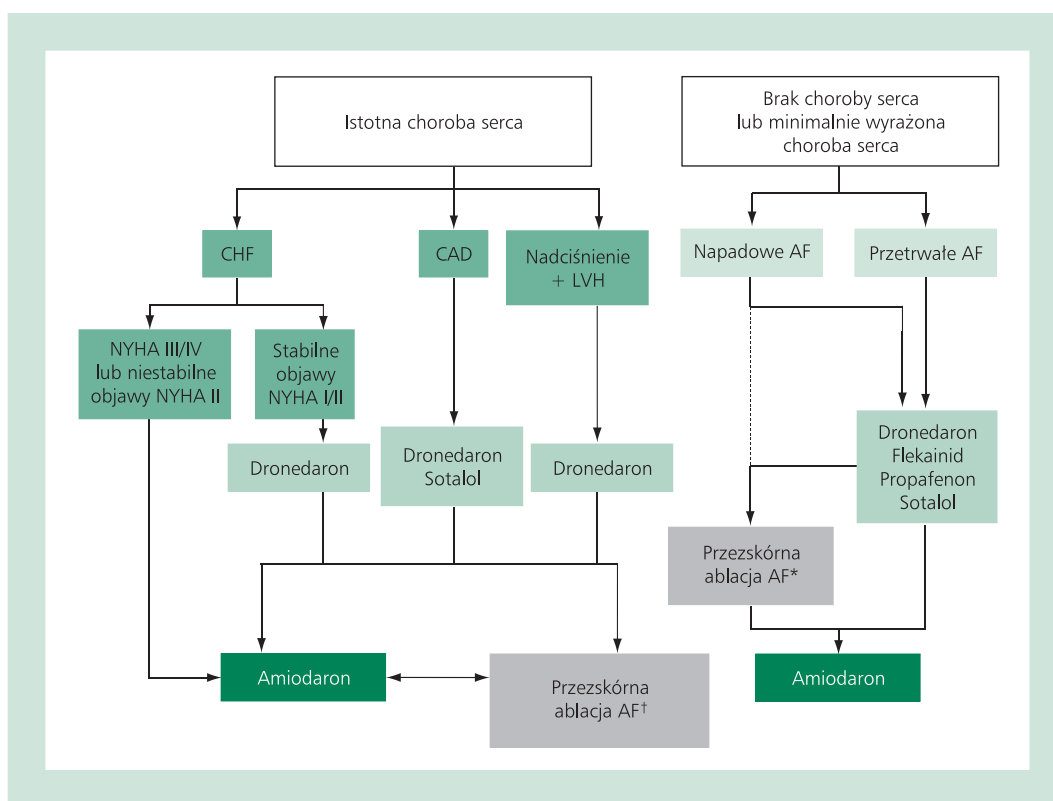 Istotna choroba serca
Brak choroby serca
lub minimalnie wyrażona
choroba serca
CHF
CAD
Nadciśnienie
+ LVH
Napadowe AF
Przetrwałe AF
NYHA III/IV
lub niestabilne
objawy NYHA II
Stabilne
objawy
NYHA I/II
Dronedaron
Dronedaron
Sotalol
Dronedaron
Dronedaron
Flekainid
Propafenon
Sotalol
Przezskórna
ablacja AF*
Amiodaron
Przezskórna
ablacja AF†
Amiodaron